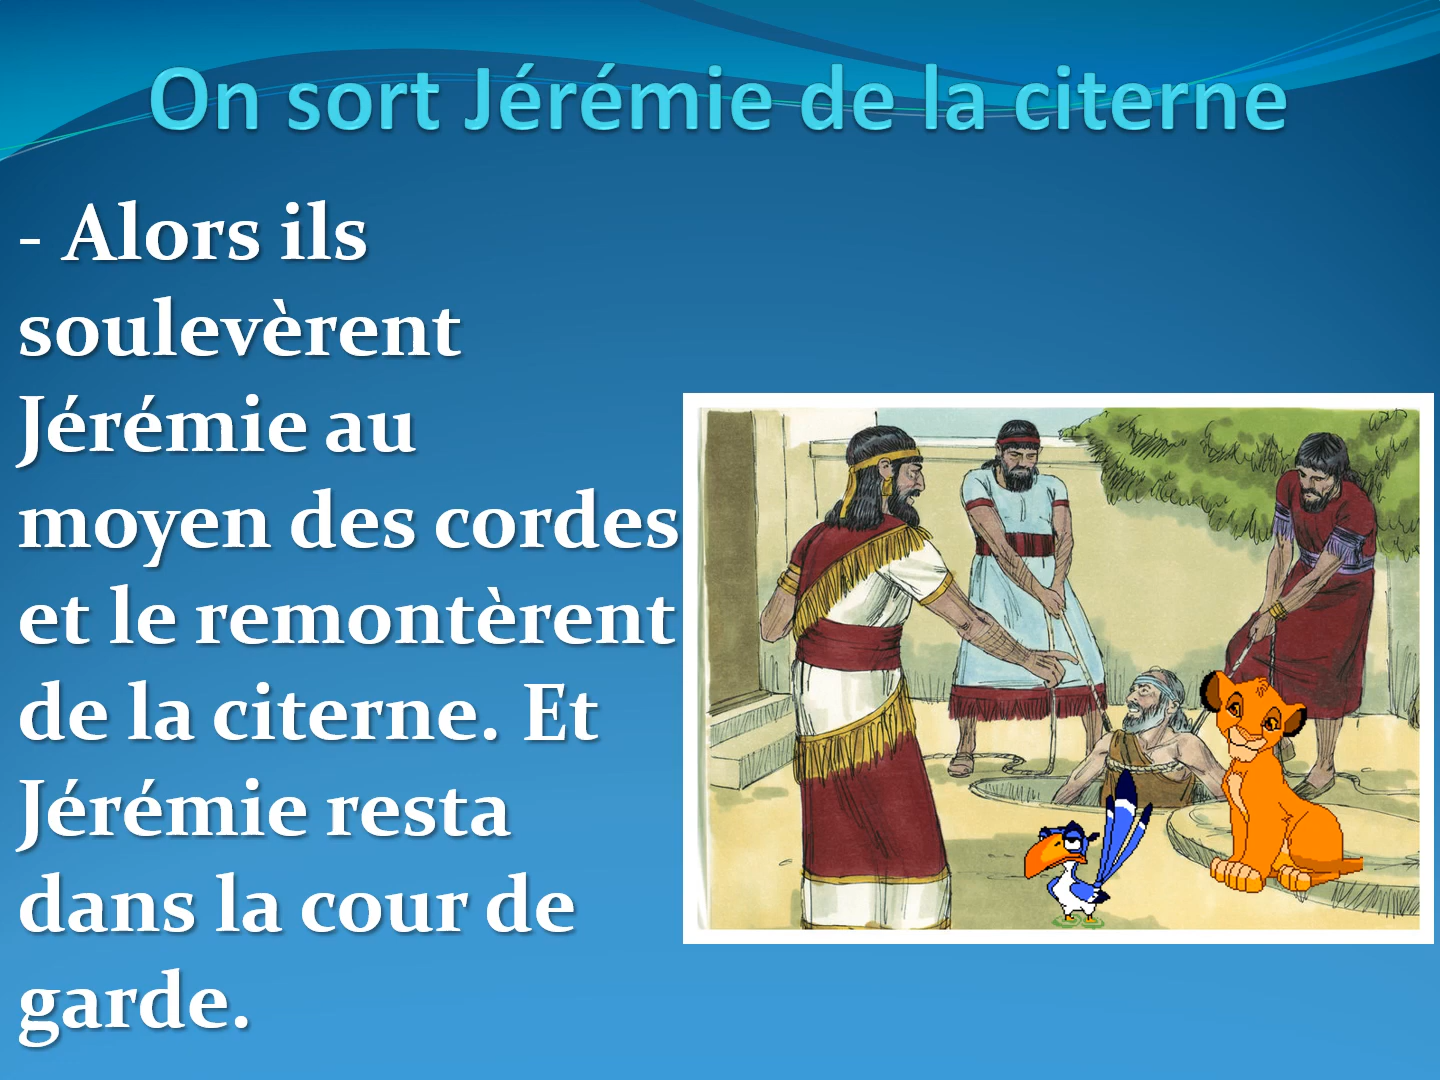 On sort Jérémie de la citerne
- Alors ils
soulevèrent
Jérémie au
moyen des cordes
et le remontèrent
de la citerne. Et
Jérémie resta
dans la cour de
garde.